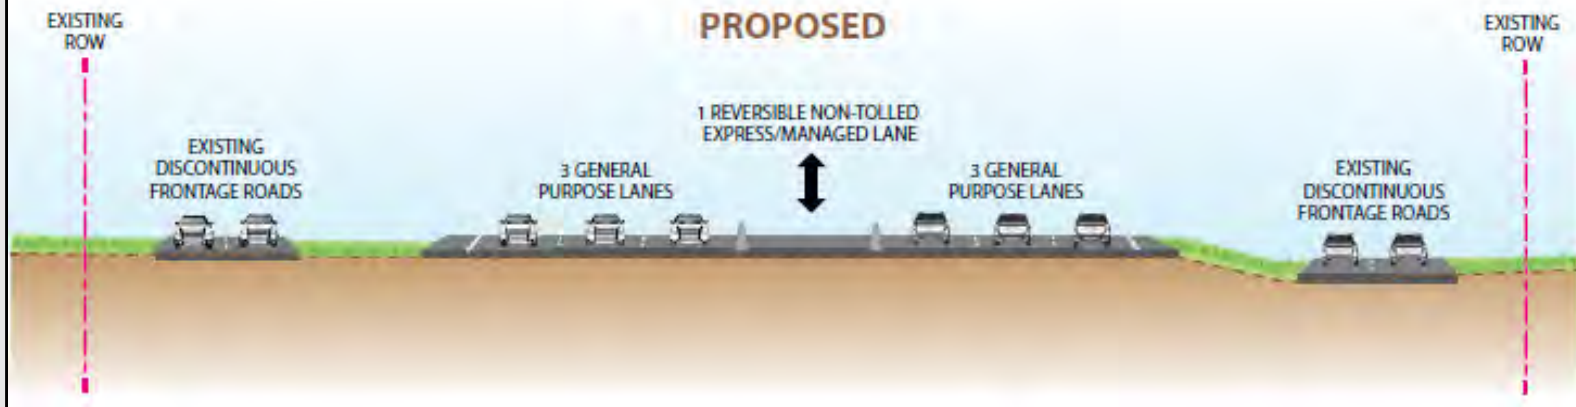 EXISTING
ROW
PROPOSED
EXISTING
ROW
1 REVERSIBLE NON-TOLLED
EXPRESS/MANAGED LANE
EXISTING
DISCONTINUOUS
FRONTAGE ROADS
3 GENERAL
PURPOSE LANES
3 GENERAL
PURPOSE LANES
EXISTING
DISCONTINUOUS
FRONTAGE ROADS